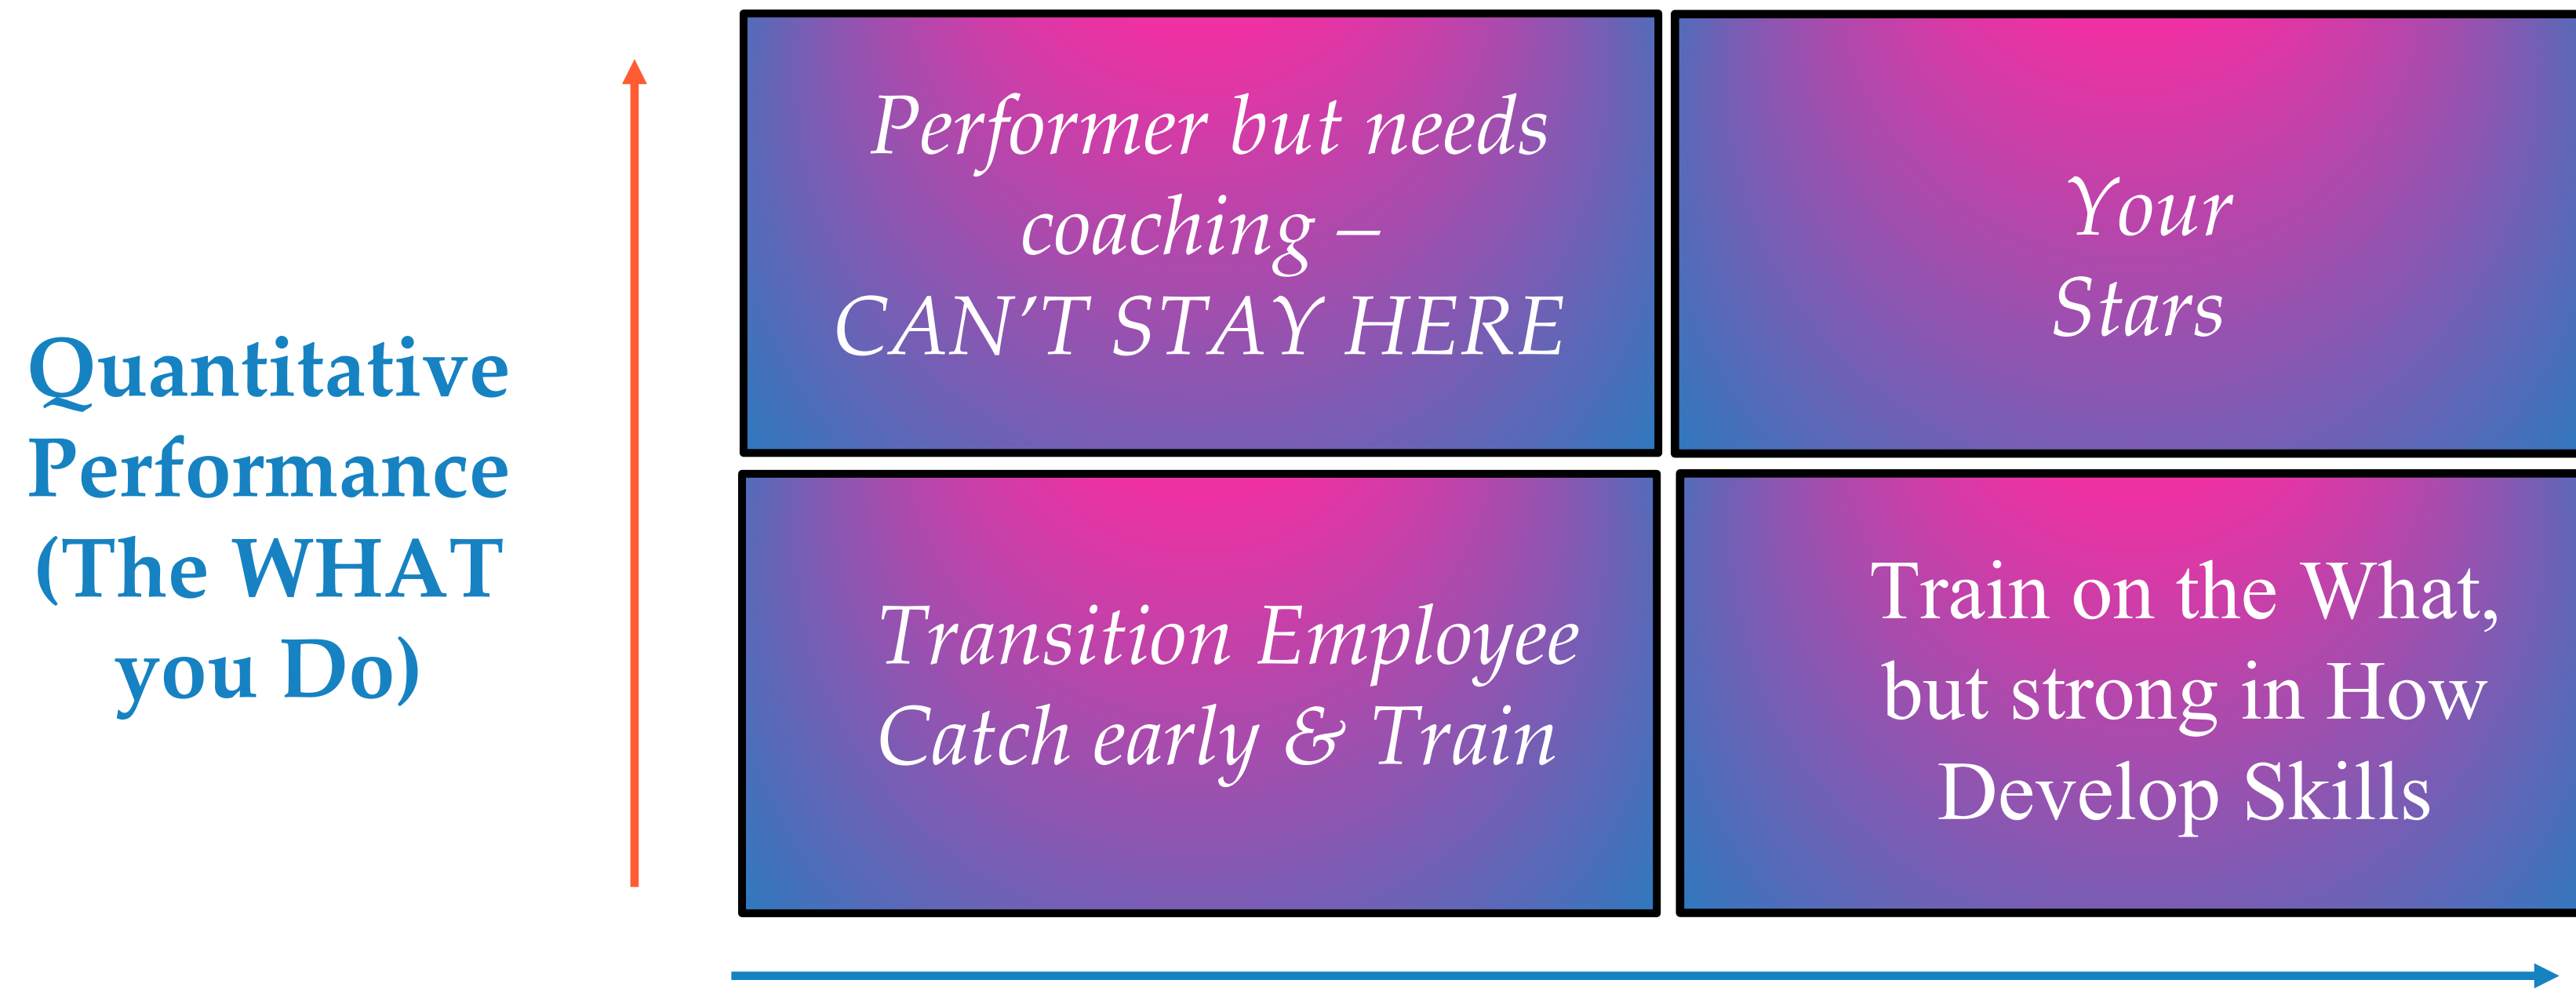 Quantitative
Performance
(The WHAT
you Do)
Performer but needs
coaching –
CAN’T STAY HERE
Your
Stars
Transition Employee
Catch early & Train
Train on the What,
but strong in How
Develop Skills